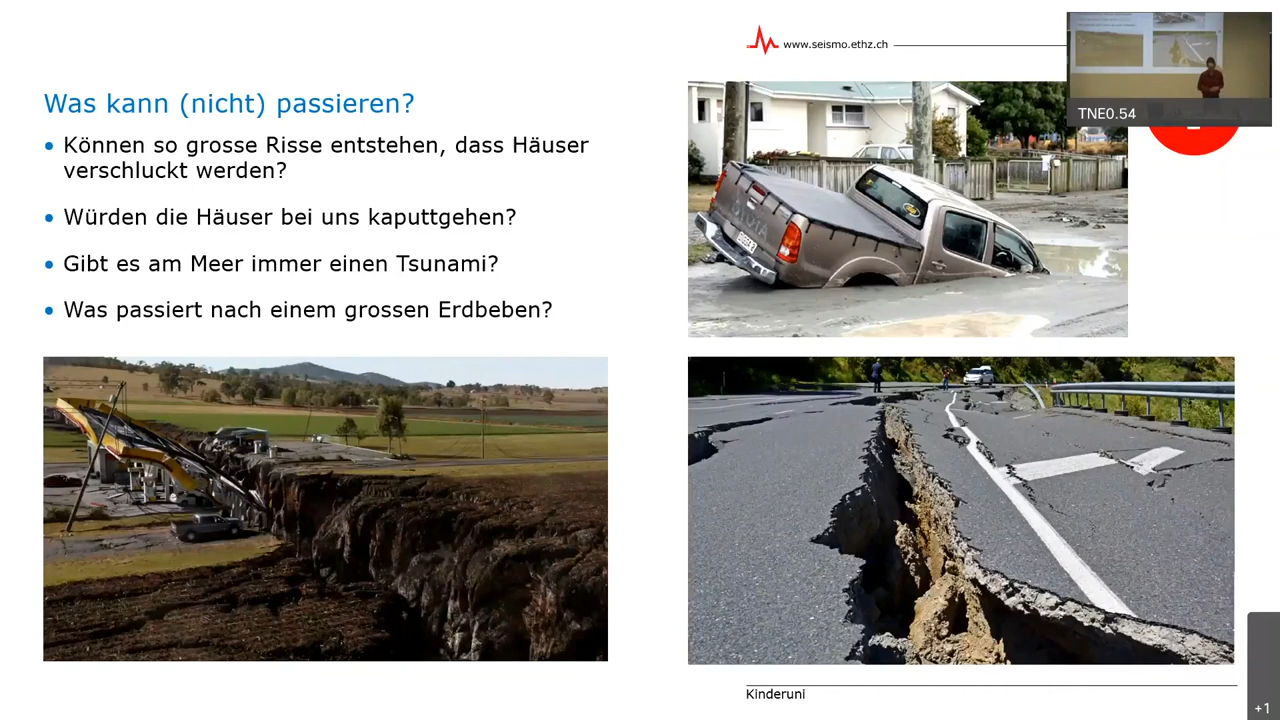 www.seismo.ethz.ch
TNE0.54
Was kann (nicht) passieren?
Können so grosse Risse entstehen, dass Häuser
verschluckt werden?
Würden die Häuser bei uns kaputtgehen?
Gibt es am Meer immer einen Tsunami?
Was passiert nach einem grossen Erdbeben?
TOYOTA
Kinderuni
+1